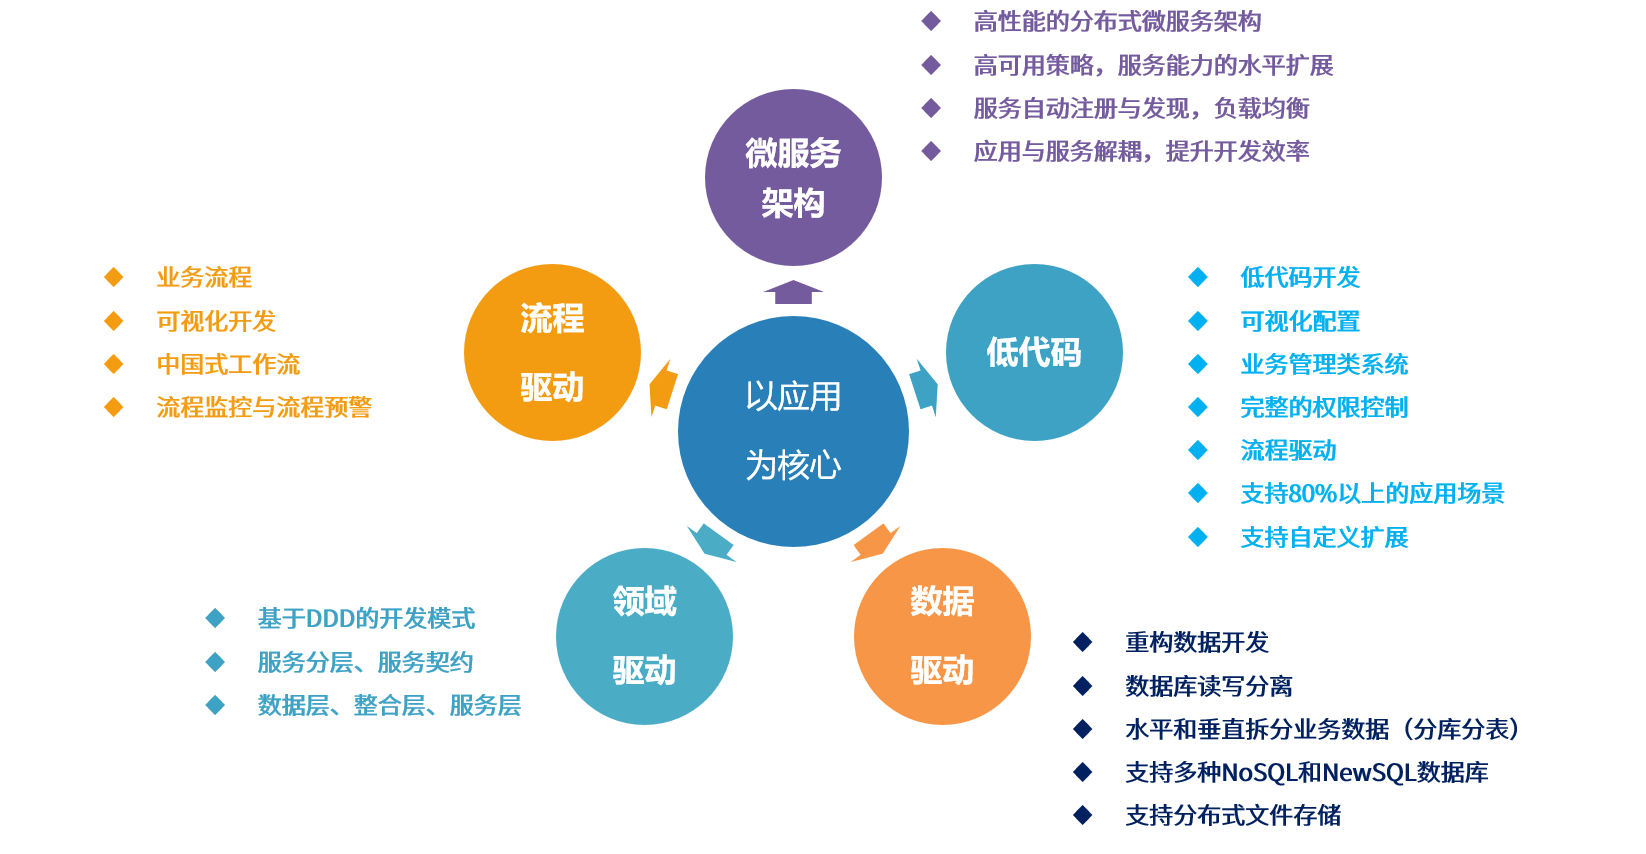 高性能的分布式微服务架构
高可用策略，服务能力的水平扩展
服务自动注册与发现，负载均衡
应用与服务解耦，提升开发效率
微服务
架构
业务流程
可视化开发
中国式工作流
流程监控与流程预警
流程
驱动
低代码
低代码开发
可视化配置
业务管理类系统
完整的权限控制
流程驱动
支持80%以上的应用场景
支持自定义扩展
以应用
为核心
领域
驱动
基于DDD的开发模式
服务分层、服务契约
数据层、整合层、服务层
数据
驱动
重构数据开发
数据库读写分离
水平和垂直拆分业务数据（分库分表）
支持多种NoSQL和NewSQL数据库
支持分布式文件存储